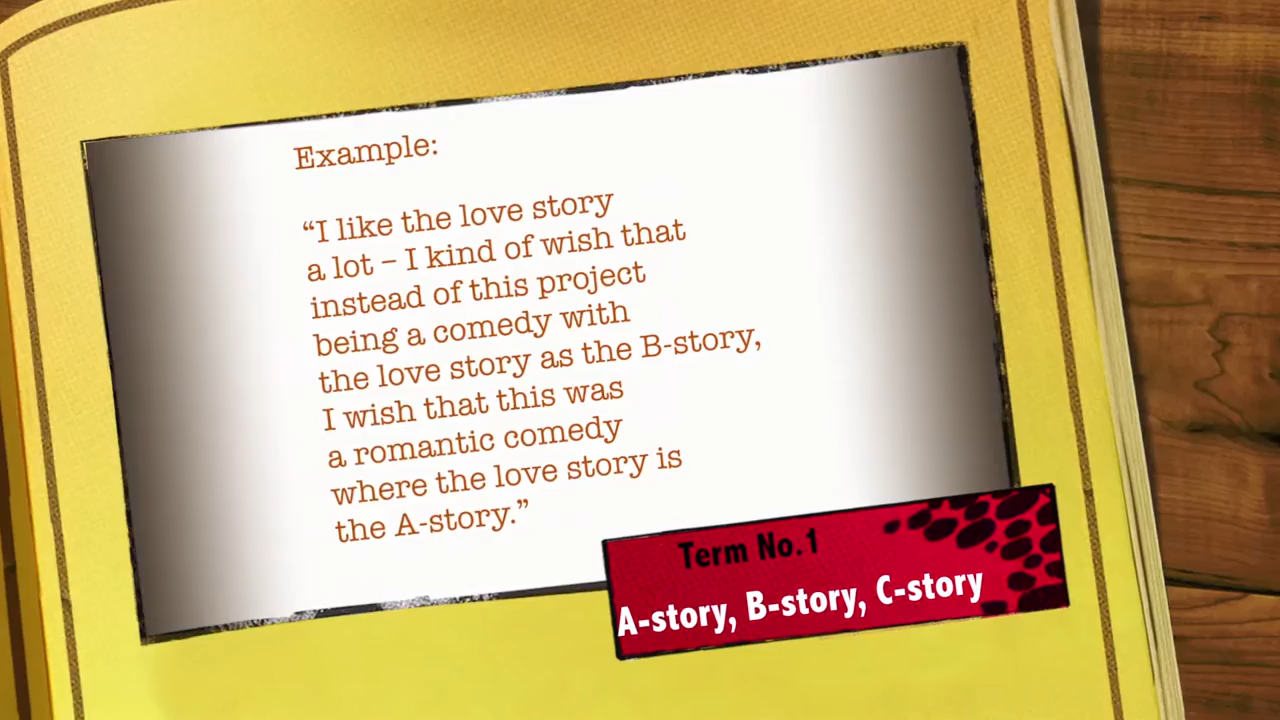 Example:
“I like the love story
a lot – I kind of wish that
instead of this project
being a comedy with
the love story as the B-story,
I wish that this was
a romantic comedy
where the love story is
the A-story.”
Term No.1
A-story, B-story, C-story